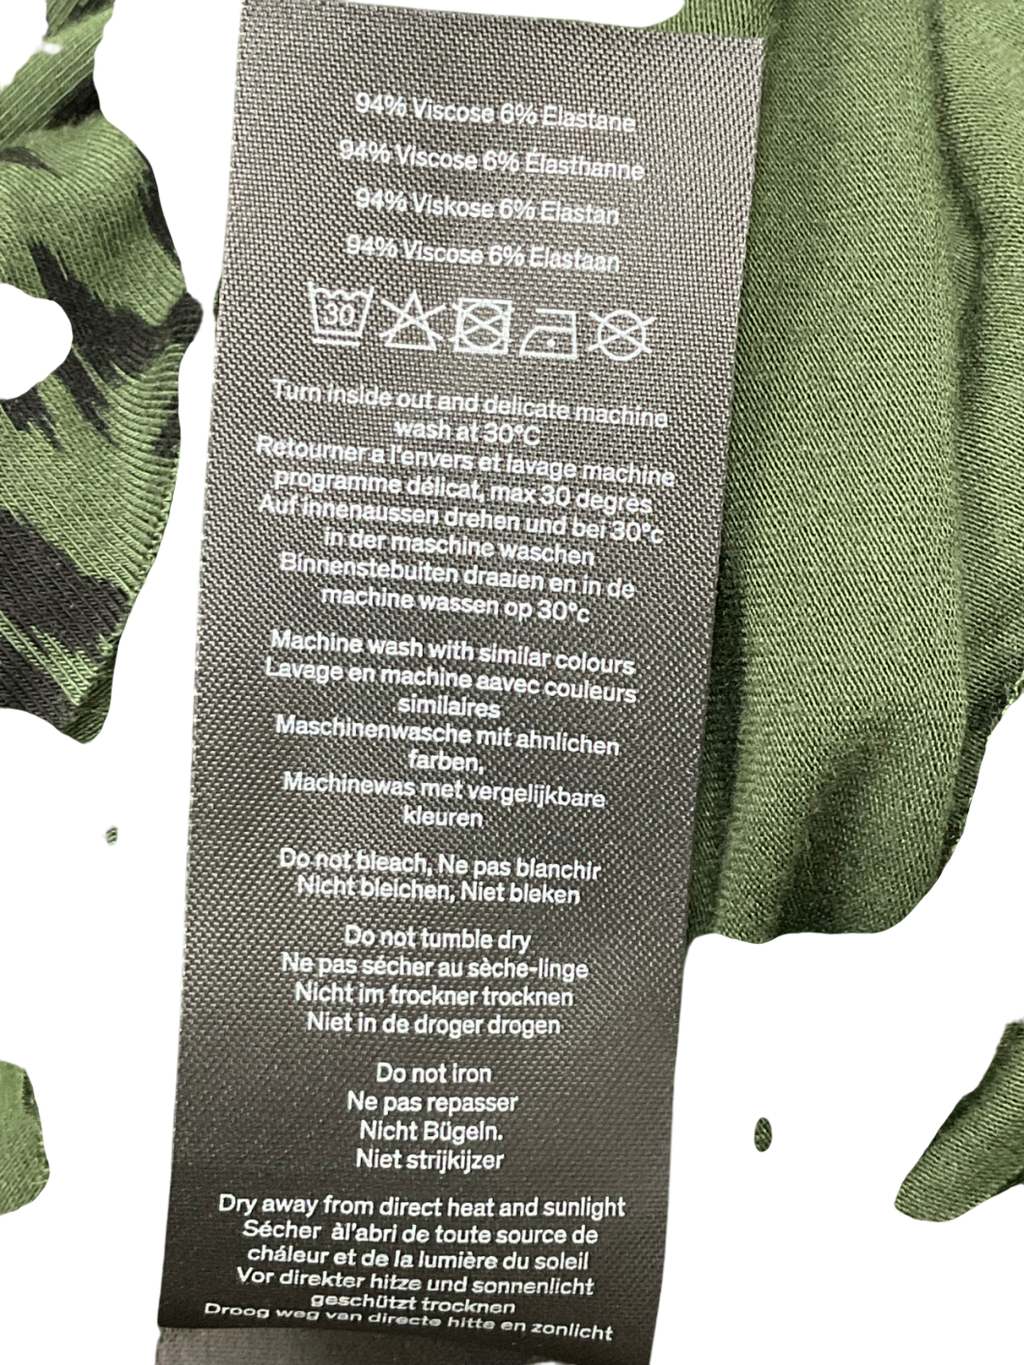 94% Viscose 6% Elastane
94% Viscose 6% Élasthanne
94% Viskose 6% Elastan
94% Viscose 6% Elastaan
30
Turn inside out and delicate machine
wash at 30°C
Retourner a l'envers et lavage machine
programme délicat, max 30 degres
Auf innenaussen drehen und bei 30°c
in der maschine waschen
Binnenstebuiten draaien en in de
machine wassen op 30°c
Machine wash with similar colours
Lavage en machine aavec couleurs
similaires
Maschinenwasche mit ahnlichen
farben,
Machinewas met vergelijkbare
kleuren
Do not bleach, Ne pas blanchir
Nicht bleichen, Niet bleken
Do not tumble dry
Ne pas sécher au sèche-linge
Nicht im trockner trocknen
Niet in de droger drogen
Do not iron
Ne pas repasser
Nicht Bügeln.
Niet strijkijzer
Dry away from direct heat and sunlight
Sécher àl'abri de toute source de
cháleur et de la lumière du soleil
Vor direkter hitze und sonnenlicht
geschützt trocknen
Droog weg van directe hitte en zonlicht